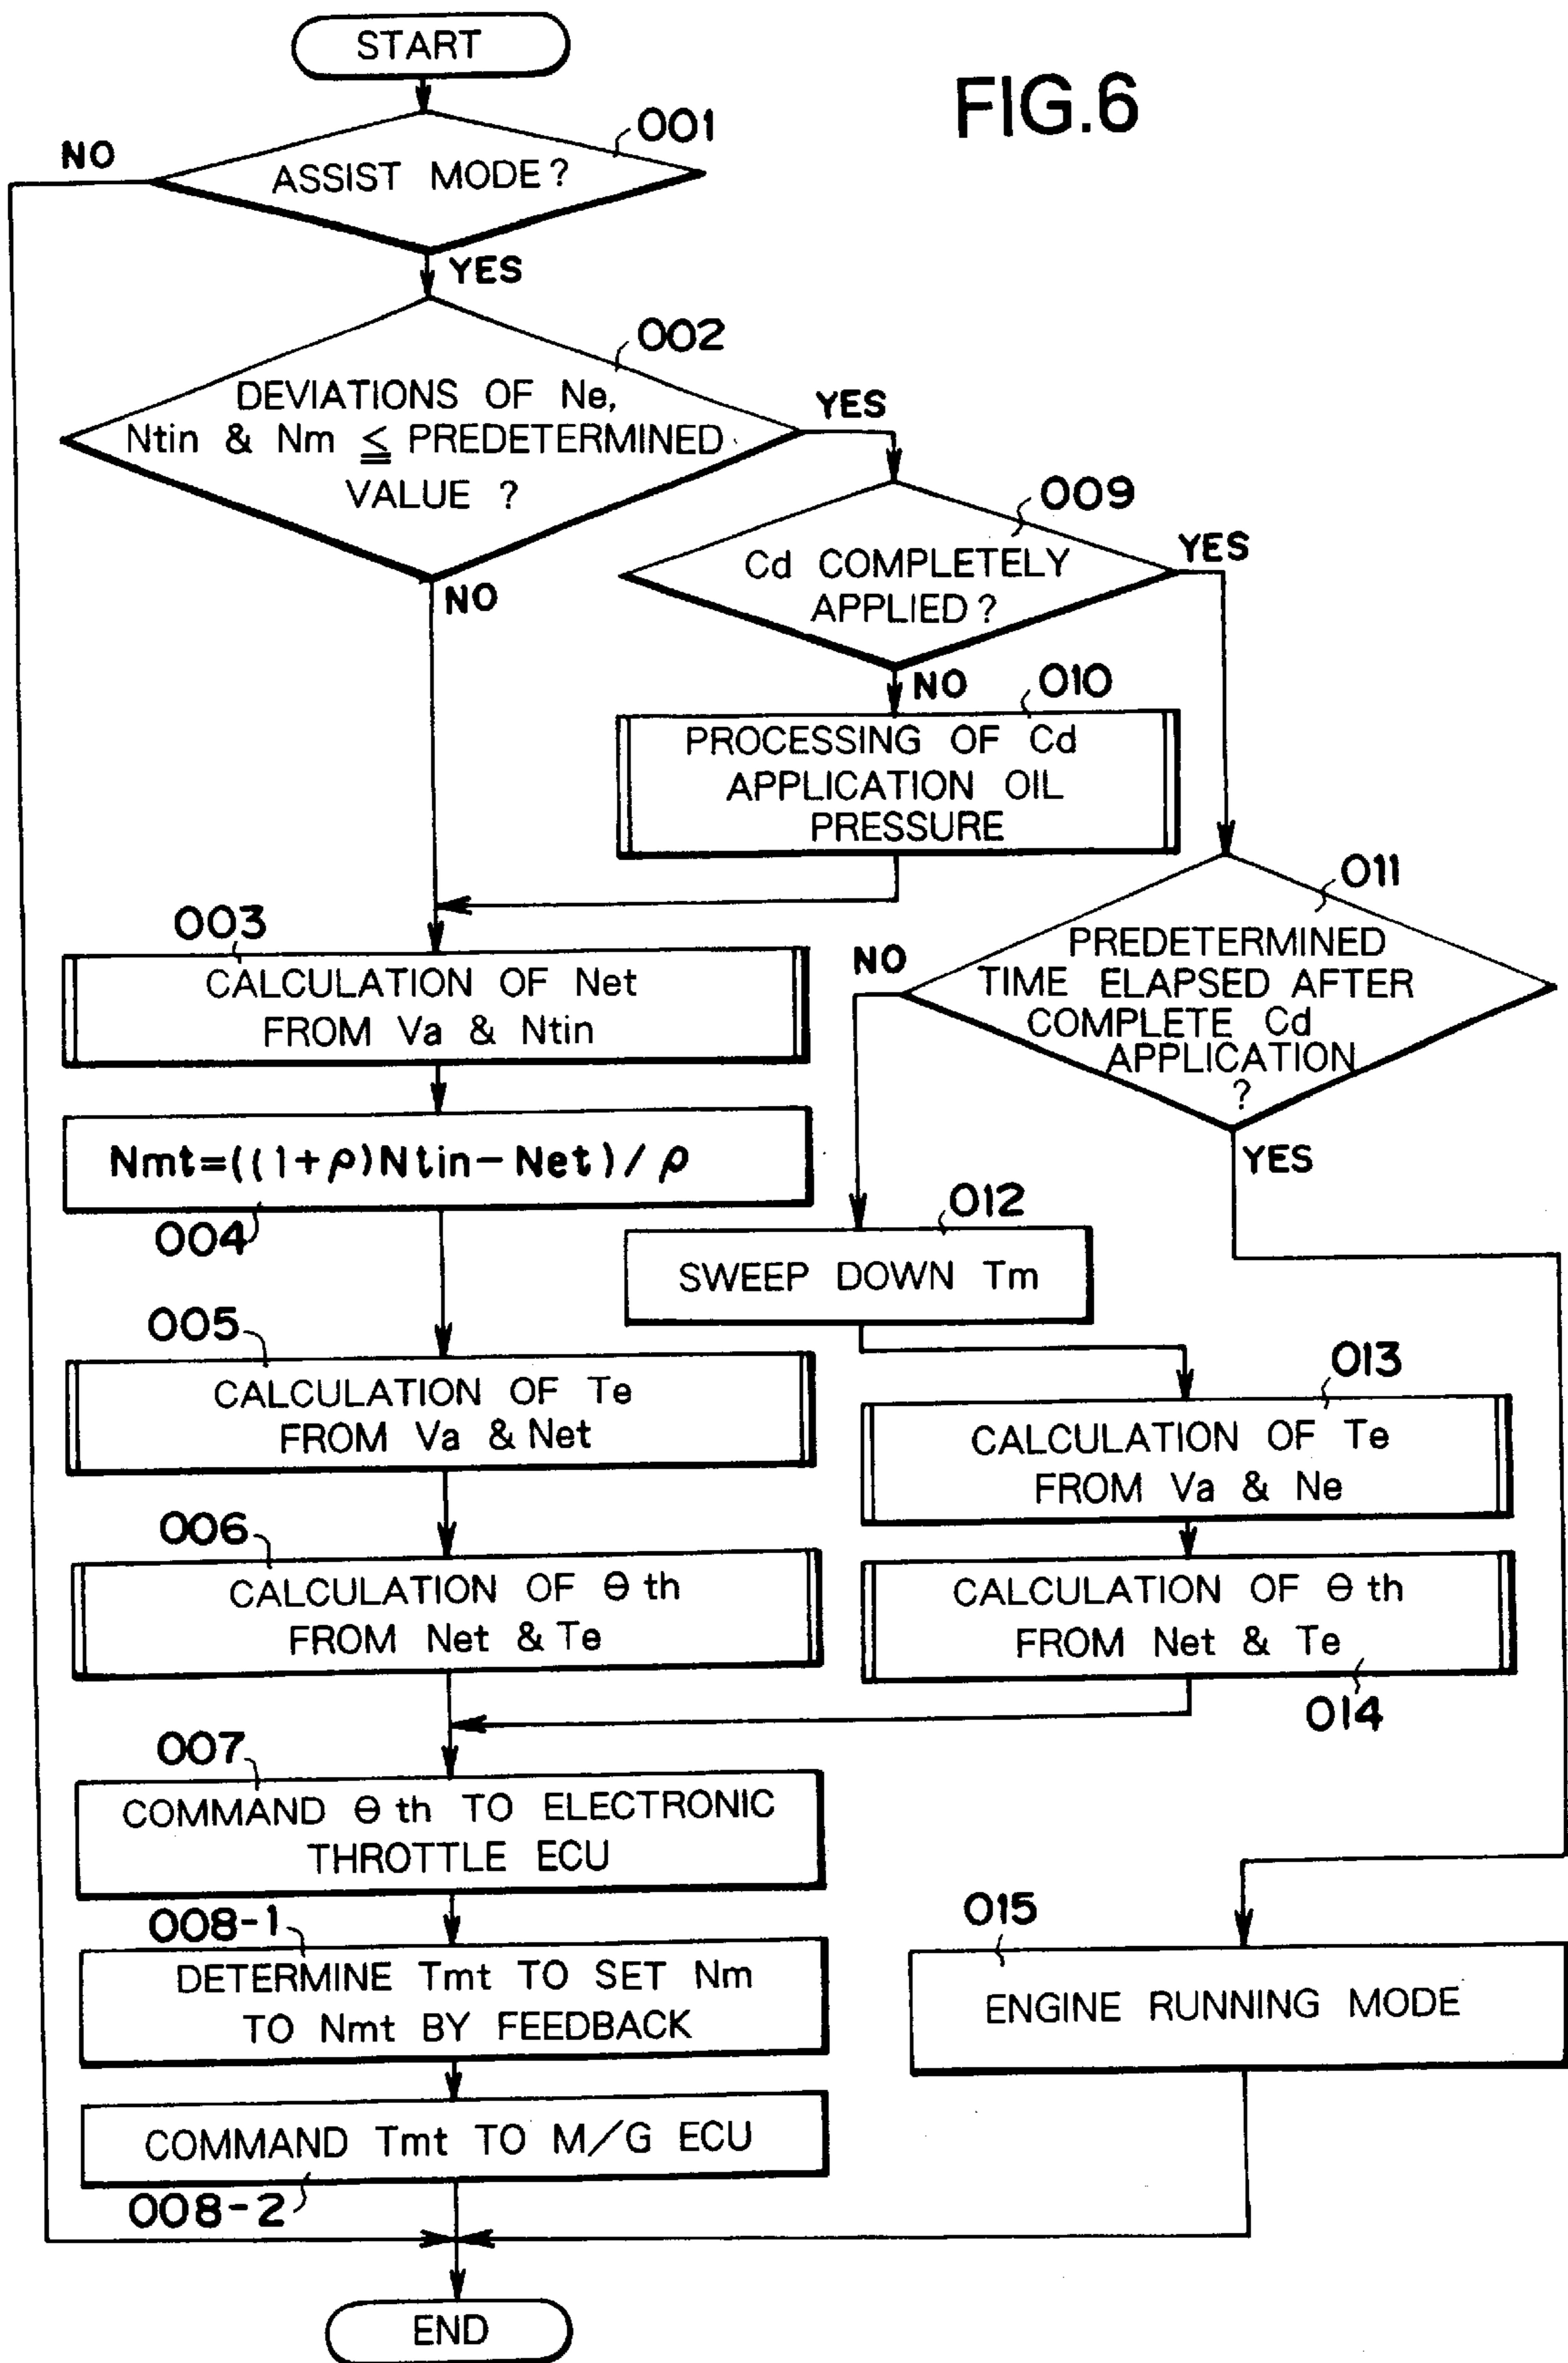 START
FIG.6
001
NO
ASSIST MODE?
YES
002
DEVIATIONS OF Ne,
Ntin & Nm ≦ PREDETERMINED
VALUE ?
YES
NO
009
Cd COMPLETELY
APPLIED?
YES
NO
010
PROCESSING OF Cd
APPLICATION OIL
PRESSURE
011
PREDETERMINED
TIME ELAPSED AFTER
COMPLETE Cd
APPLICATION
?
NO
YES
003
CALCULATION OF Net
FROM Va & Ntin
Nmt=((1+ρ)Ntin-Net)/ρ
004
012
SWEEP DOWN Tm
005
CALCULATION OF Te
FROM Va & Net
013
CALCULATION OF Te
FROM Va & Ne
006
CALCULATION OF θth
FROM Net & Te
CALCULATION OF θth
FROM Net & Te
014
007
COMMAND θth TO ELECTRONIC
THROTTLE ECU
008-1
DETERMINE Tmt TO SET Nm
TO Nmt BY FEEDBACK
015
ENGINE RUNNING MODE
COMMAND Tmt TO M/G ECU
008-2
END